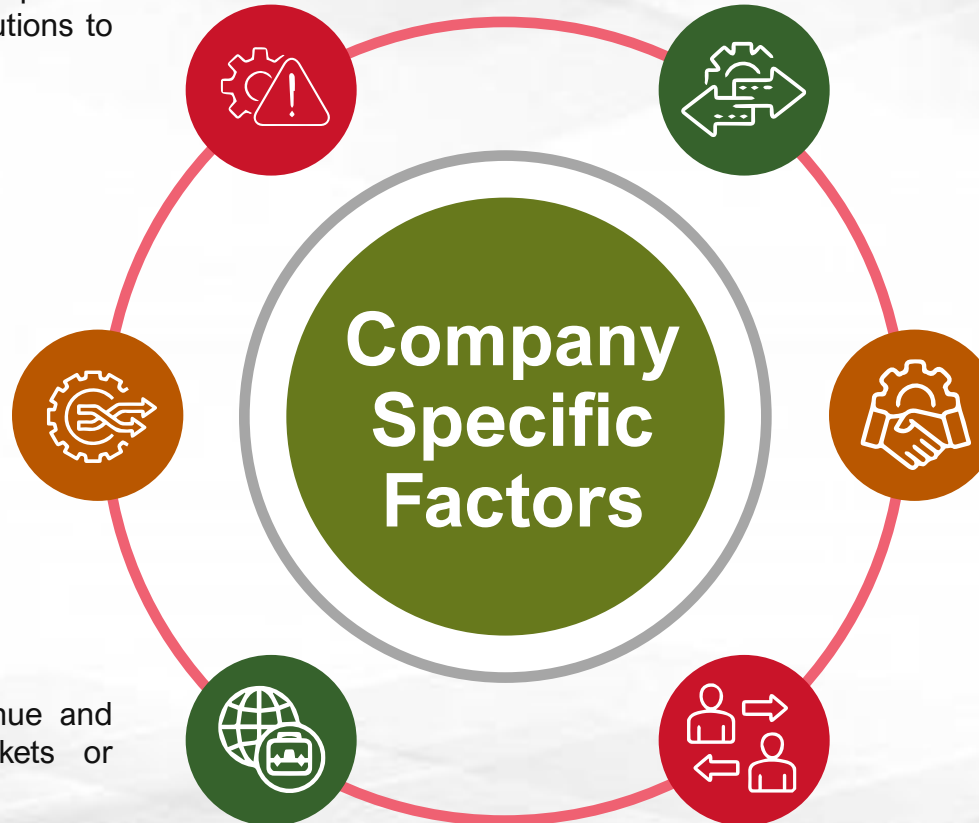 utions to
Company
Specific
Factors
nue and
kets or